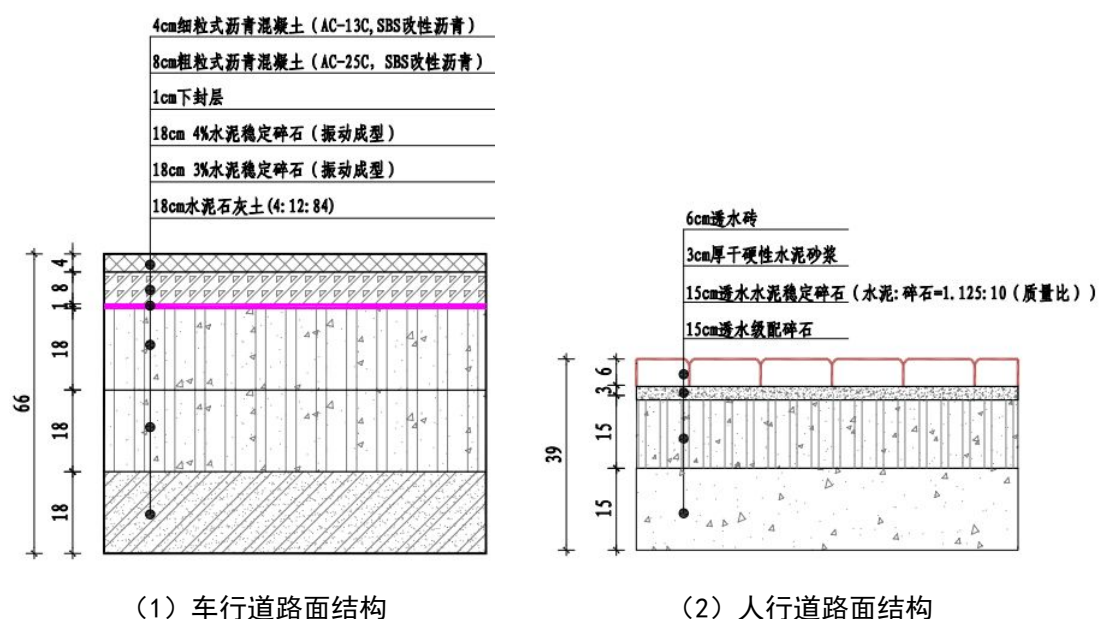 4cm细粒式沥青混凝土（AC-13C,SBS改性沥青）
8cm粗粒式沥青混凝土（AC-25C, SBS改性沥青）
1cm下封层
18cm 4%水泥稳定碎石（振动成型）
18cm 3%水泥稳定碎石（振动成型）
18cm水泥石灰土(4:12:84)
4
8
1
18
18
18
66
6cm透水砖
3cm厚干硬性水泥砂浆
15cm透水水泥稳定碎石（水泥:碎石=1.125:10（质量比））
15cm透水级配碎石
6
3
15
15
39
（1）车行道路面结构
（2）人行道路面结构